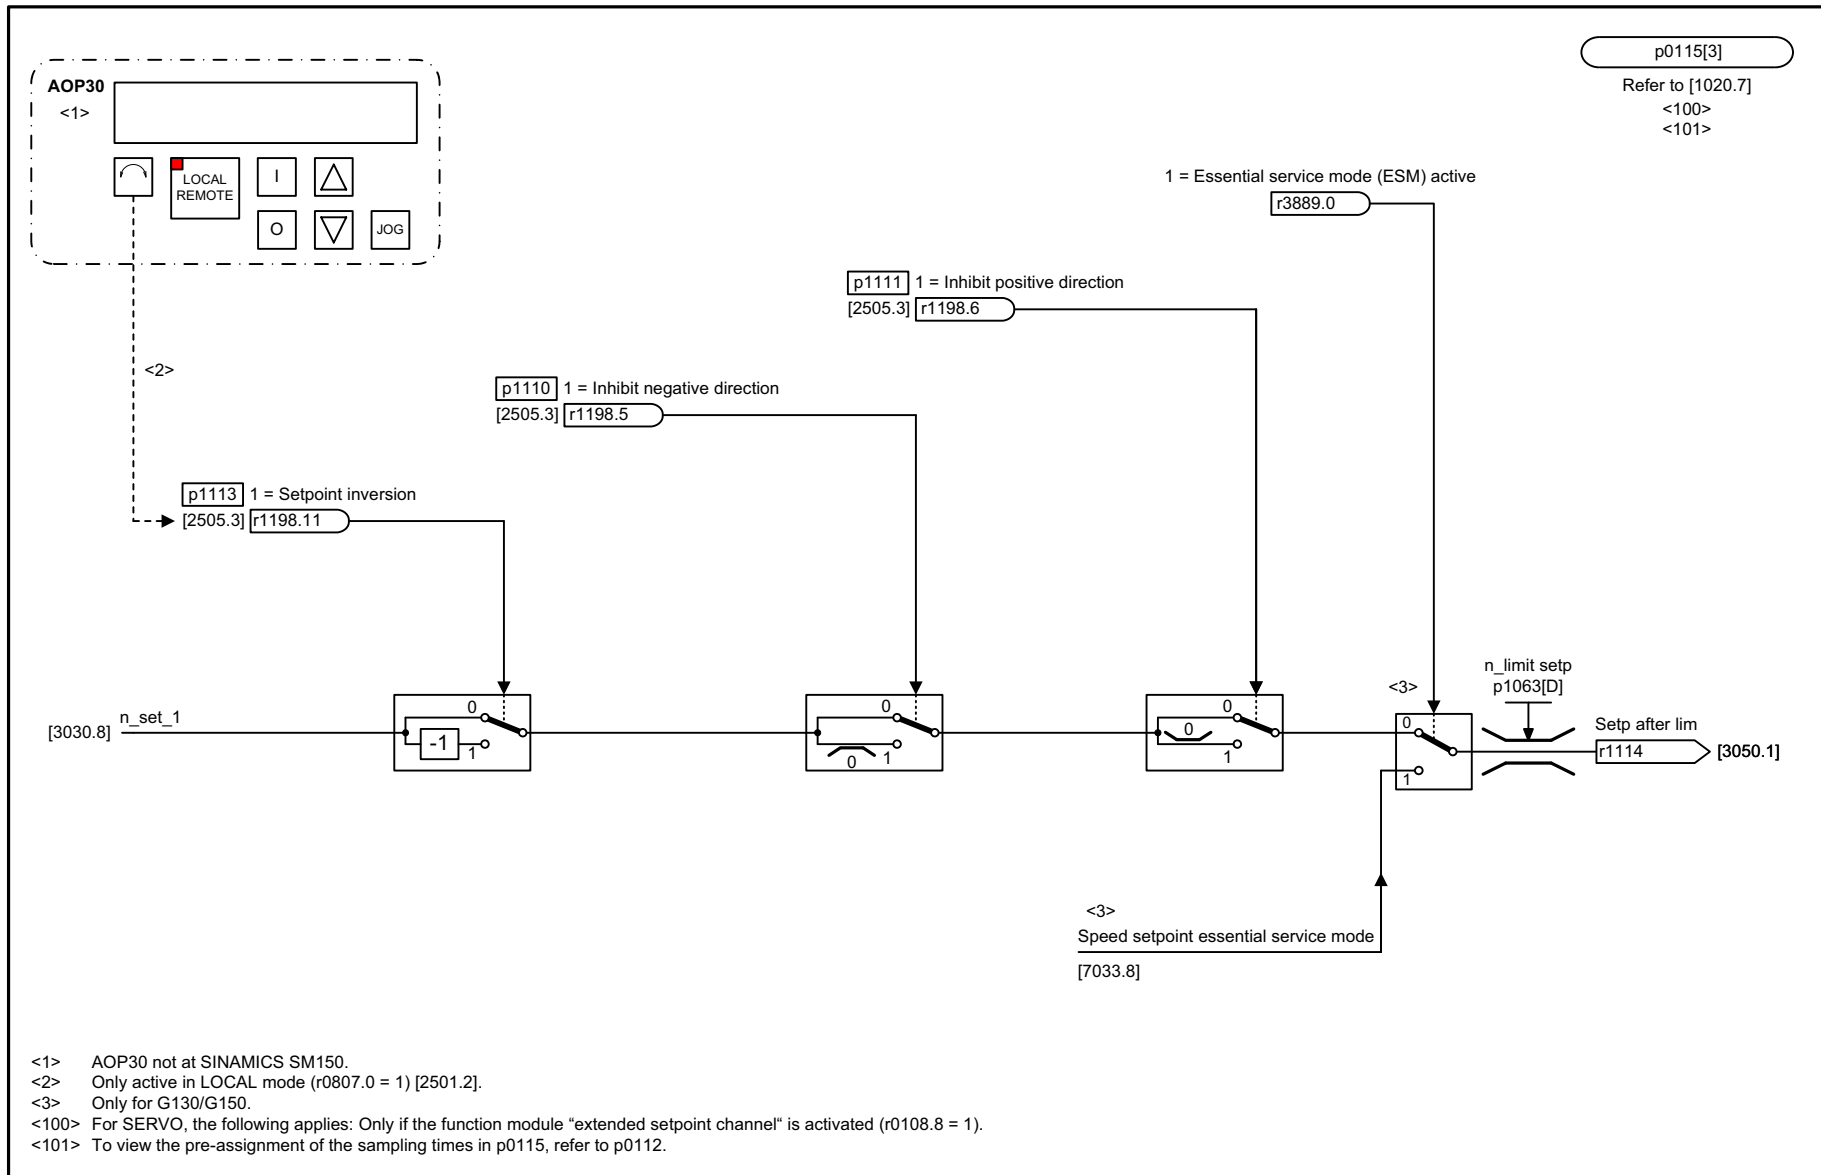 p0115[3]
Refer to [1020.7]
<100>
<101>
AOP30
<1>
LOCAL
REMOTE
I
O
JOG
1 = Essential service mode (ESM) active
r3889.0
p1111 1 = Inhibit positive direction
[2505.3] r1198.6
<2>
p1110 1 = Inhibit negative direction
[2505.3] r1198.5
p1113 1 = Setpoint inversion
[2505.3] r1198.11
n_limit setp
p1063[D]
<3>
[3030.8] n_set_1
0
-1
1
0
0
1
0
0
1
0
1
Setp after lim
r1114 [3050.1]
<3>
Speed setpoint essential service mode
[7033.8]
<1> AOP30 not at SINAMICS SM150.
<2> Only active in LOCAL mode (r0807.0 = 1) [2501.2].
<3> Only for G130/G150.
<100> For SERVO, the following applies: Only if the function module “extended setpoint channel“ is activated (r0108.8 = 1).
<101> To view the pre-assignment of the sampling times in p0115, refer to p0112.